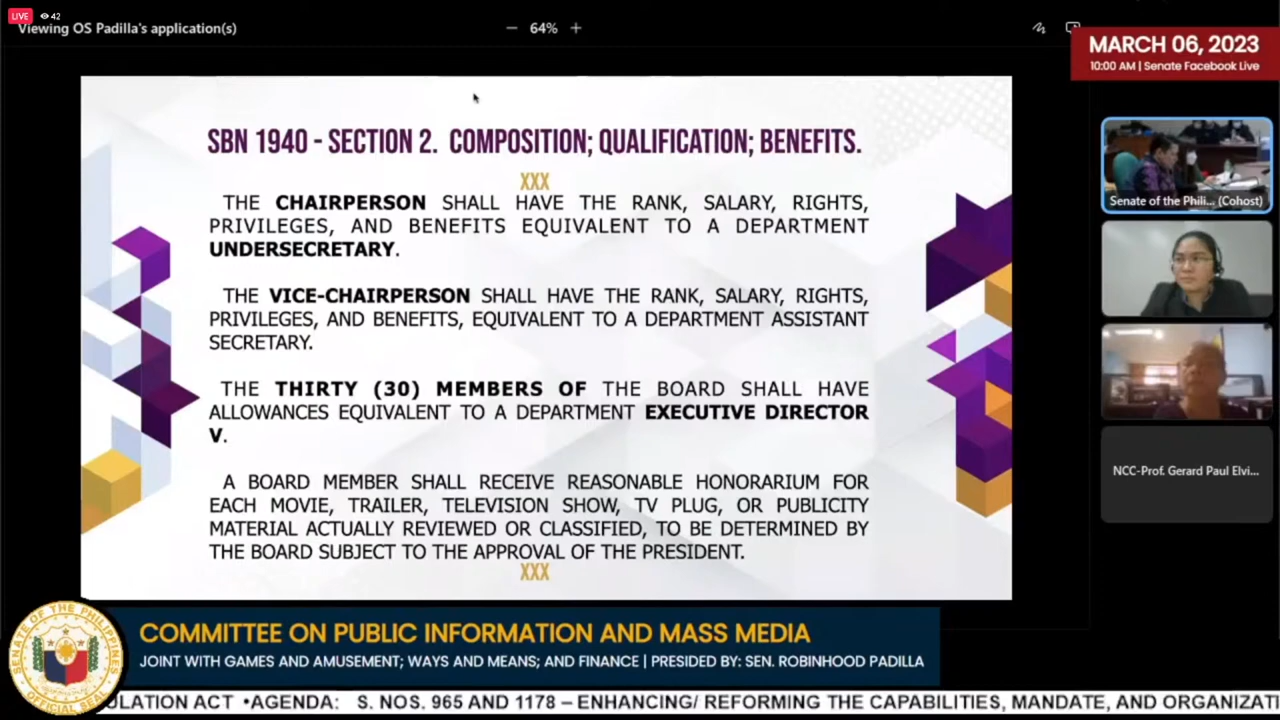 LIVE 42
Viewing OS Padilla's application(s)
64%
MARCH 06, 2023
10:00 AM | Senate Facebook Live
SBN 1940 - SECTION 2. COMPOSITION; QUALIFICATION; BENEFITS.
XXX
THE CHAIRPERSON SHALL HAVE THE RANK, SALARY, RIGHTS,
PRIVILEGES, AND BENEFITS EQUIVALENT TO A DEPARTMENT
UNDERSECRETARY.
THE VICE-CHAIRPERSON SHALL HAVE THE RANK, SALARY, RIGHTS,
PRIVILEGES, AND BENEFITS, EQUIVALENT TO A DEPARTMENT ASSISTANT
SECRETARY.
THE THIRTY (30) MEMBERS OF THE BOARD SHALL HAVE
ALLOWANCES EQUIVALENT TO A DEPARTMENT EXECUTIVE DIRECTOR
V.
A BOARD MEMBER SHALL RECEIVE REASONABLE HONORARIUM FOR
EACH MOVIE, TRAILER, TELEVISION SHOW, TV PLUG, OR PUBLICITY
MATERIAL ACTUALLY REVIEWED OR CLASSIFIED, TO BE DETERMINED BY
THE BOARD SUBJECT TO THE APPROVAL OF THE PRESIDENT.
XXX
Senate of the Phili... (Cohost)
NCC-Prof. Gerard Paul Elvi...
SENATE OF THE PHILIPPINES
OFFICIAL SEAL
COMMITTEE ON PUBLIC INFORMATION AND MASS MEDIA
JOINT WITH GAMES AND AMUSEMENT; WAYS AND MEANS; AND FINANCE | PRESIDED BY: SEN. ROBINHOOD PADILLA
ULATION ACT •AGENDA: S. NOS. 965 AND 1178 – ENHANCING/ REFORMING THE CAPABILITIES, MANDATE, AND ORGANIZATI